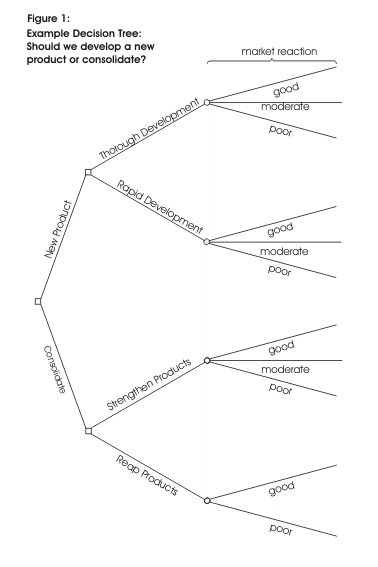 Figure 1:
Example Decision Tree:
Should we develop a new
product or consolidate?
market reaction
Thorough Development
good
moderate
poor
New Product
Rapid Development
good
moderate
poor
Consolidate
Strengthen Products
good
moderate
poor
Reap Products
good
poor